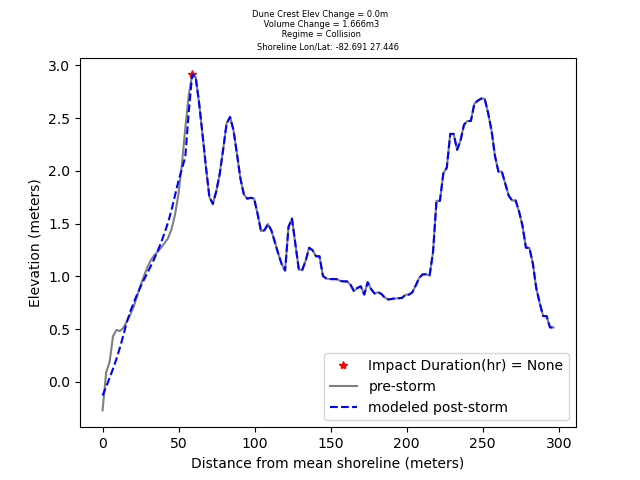 Dune Crest Elev Change = 0.0m
Volume Change = 1.666m3
Regime = Collision
Shoreline Lon/Lat: -82.691 27.446
3.0
2.5
2.0
1.5
1.0
0.5
0.0
Elevation (meters)
Impact Duration(hr) = None
pre-storm
modeled post-storm
0 50 100 150 200 250 300
Distance from mean shoreline (meters)